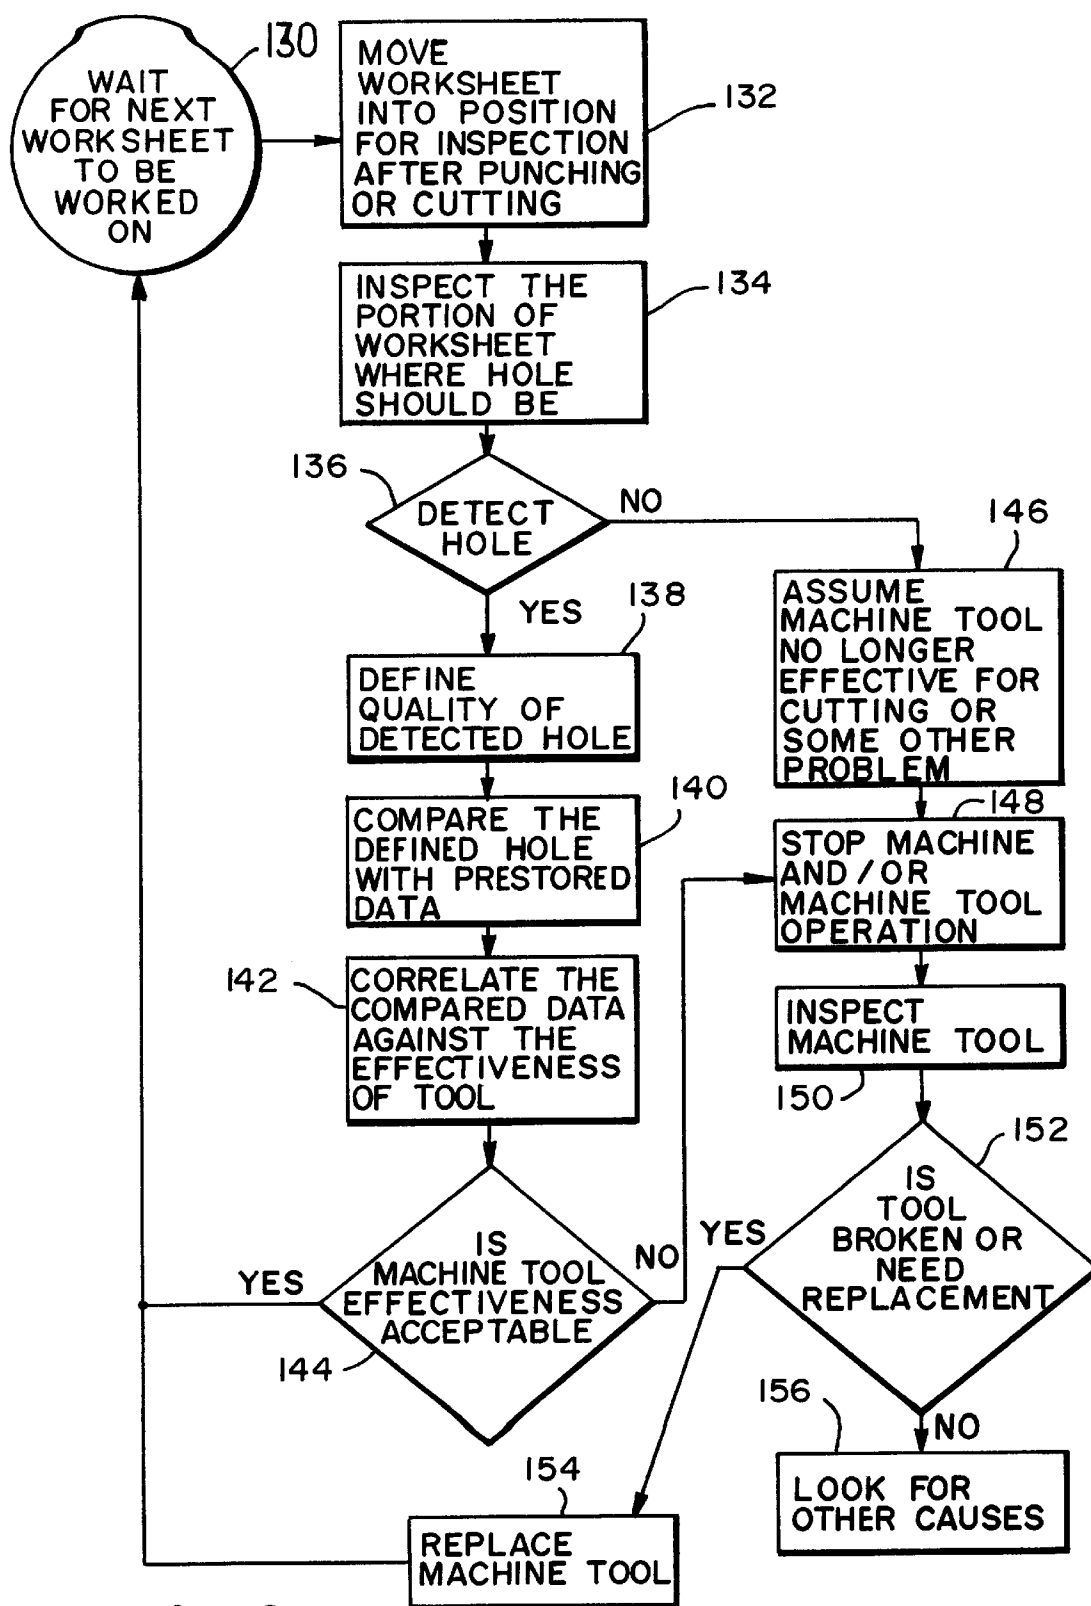 130
WAIT
FOR NEXT
WORKSHEET
TO BE
WORKED
ON
MOVE
WORKSHEET
INTO POSITION
FOR INSPECTION
AFTER PUNCHING
OR CUTTING
132
INSPECT THE
PORTION OF
WORKSHEET
WHERE HOLE
SHOULD BE
134
136
DETECT
HOLE
NO
YES
138
DEFINE
QUALITY OF
DETECTED HOLE
140
COMPARE THE
DEFINED HOLE
WITH PRESTORED
DATA
142
CORRELATE THE
COMPARED DATA
AGAINST THE
EFFECTIVENESS
OF TOOL
IS
MACHINE TOOL
EFFECTIVENESS
ACCEPTABLE
YES
NO
144
146
ASSUME
MACHINE TOOL
NO LONGER
EFFECTIVE FOR
CUTTING OR
SOME OTHER
PROBLEM
148
STOP MACHINE
AND/OR
MACHINE TOOL
OPERATION
INSPECT
MACHINE TOOL
150
152
IS
TOOL
BROKEN OR
NEED
REPLACEMENT
YES
NO
154
REPLACE
MACHINE TOOL
156
LOOK FOR
OTHER CAUSES